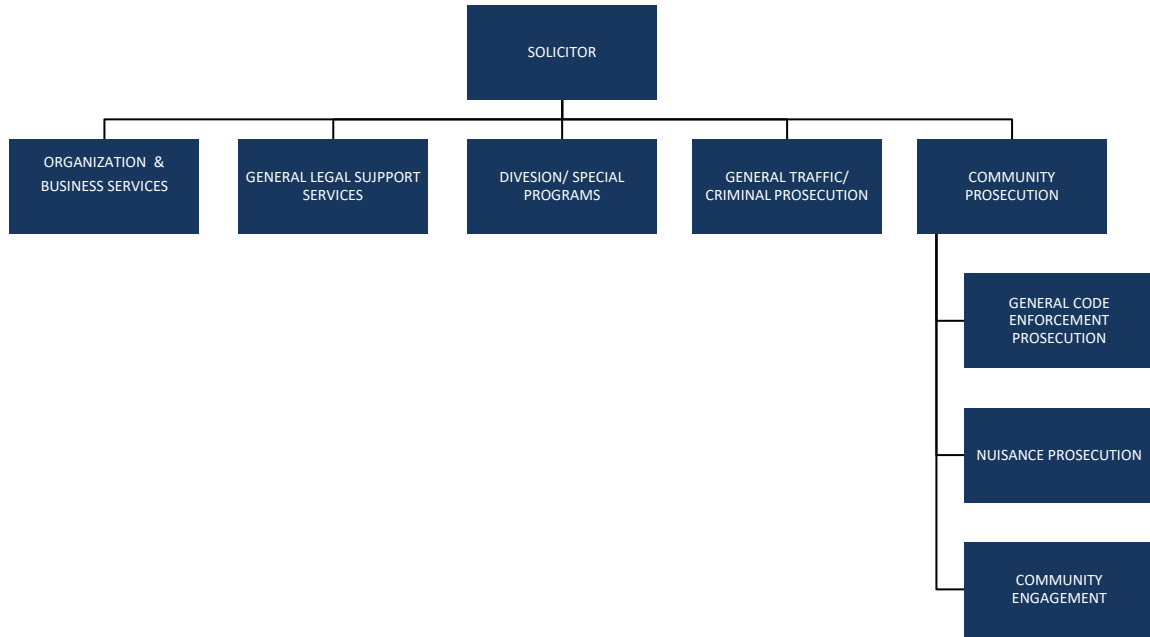 SOLICITOR
ORGANIZATION &
BUSINESS SERVICES
GENERAL LEGAL SUJPPORT
SERVICES
DIVESION/ SPECIAL
PROGRAMS
GENERAL TRAFFIC/
CRIMINAL PROSECUTION
COMMUNITY
PROSECUTION
GENERAL CODE
ENFORCEMENT
PROSECUTION
NUISANCE PROSECUTION
COMMUNITY
ENGAGEMENT